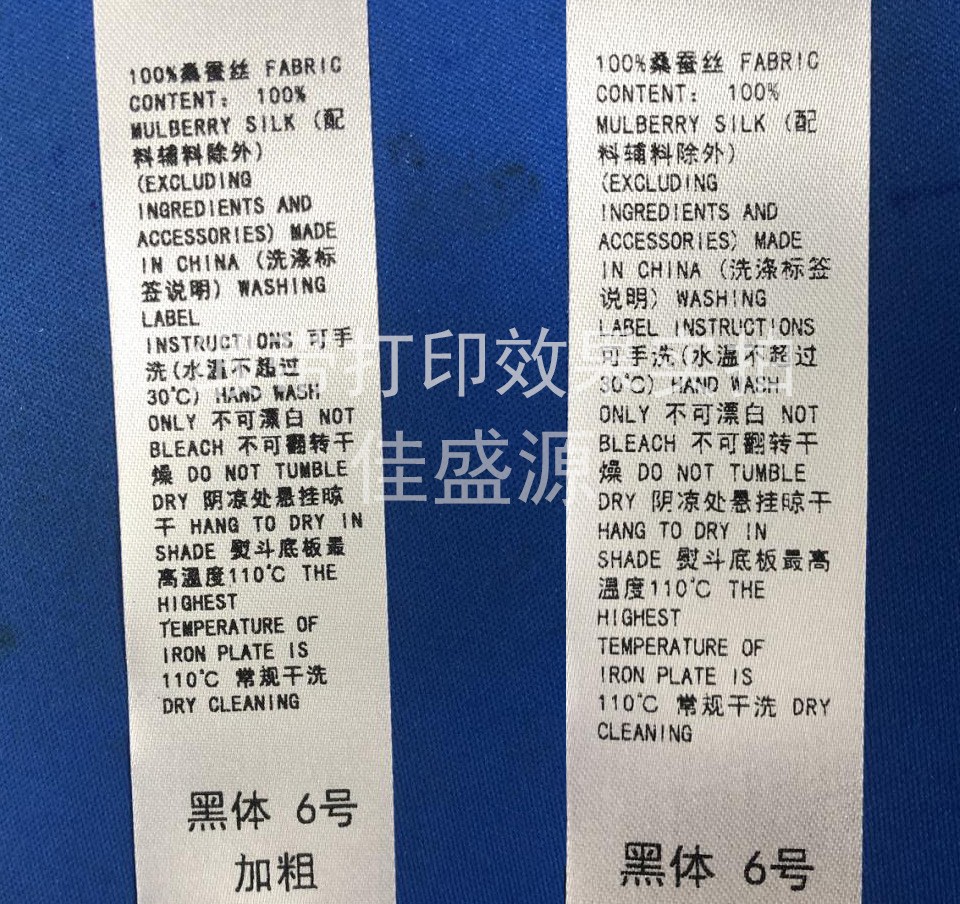 100%桑蚕丝 FABRIC
CONTENT： 100%
MULBERRY SILK（配
料辅料除外）
(EXCLUDING
INGREDIENTS AND
ACCESSORIES) MADE
IN CHINA（洗涤标
签说明）WASHING
LABEL
INSTRUCTIONS 可手
洗(水温不超过
30℃) HAND WASH
ONLY 不可漂白 NOT
BLEACH 不可翻转干
燥 DO NOT TUMBLE
DRY 阴凉处悬挂晾
干 HANG TO DRY IN
SHADE 熨斗底板最
高温度110℃ THE
HIGHEST
TEMPERATURE OF
IRON PLATE IS
110℃ 常规干洗
DRY CLEANING
黑体 6号
加粗
100%桑蚕丝 FABRIC
CONTENT： 100%
MULBERRY SILK（配
料辅料除外）
(EXCLUDING
INGREDIENTS AND
ACCESSORIES) MADE
IN CHINA（洗涤标签
说明）WASHING
LABEL INSTRUCTIONS
可手洗(水温不超过
30℃) HAND WASH
ONLY 不可漂白 NOT
BLEACH 不可翻转干
燥 DO NOT TUMBLE
DRY 阴凉处悬挂晾干
HANG TO DRY IN
SHADE 熨斗底板最高
温度110℃ THE
HIGHEST
TEMPERATURE OF
IRON PLATE IS
110℃ 常规干洗 DRY
CLEANING
黑体 6号
打印效果实拍
佳盛源